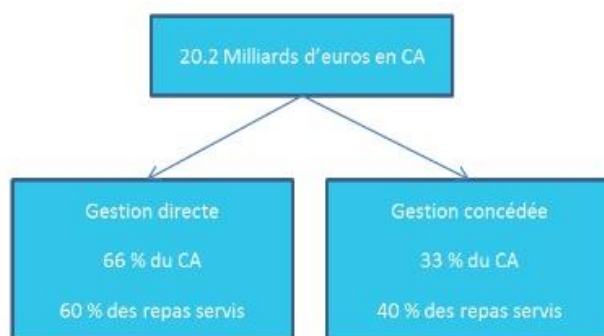 20.2 Milliards d'euros en CA
Gestion directe
66 % du CA
60 % des repas servis
Gestion concédée
33 % du CA
40 % des repas servis